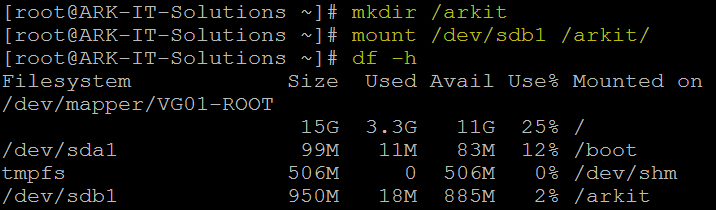 [root@ARK-IT-Solutions ~]# mkdir /arkit
[root@ARK-IT-Solutions ~]# mount /dev/sdb1 /arkit/
[root@ARK-IT-Solutions ~]# df -h
Filesystem            Size  Used Avail Use% Mounted on
/dev/mapper/VG01-ROOT
                       15G  3.3G   11G  25% /
/dev/sda1              99M   11M   83M  12% /boot
tmpfs                 506M     0  506M   0% /dev/shm
/dev/sdb1             950M   18M  885M   2% /arkit